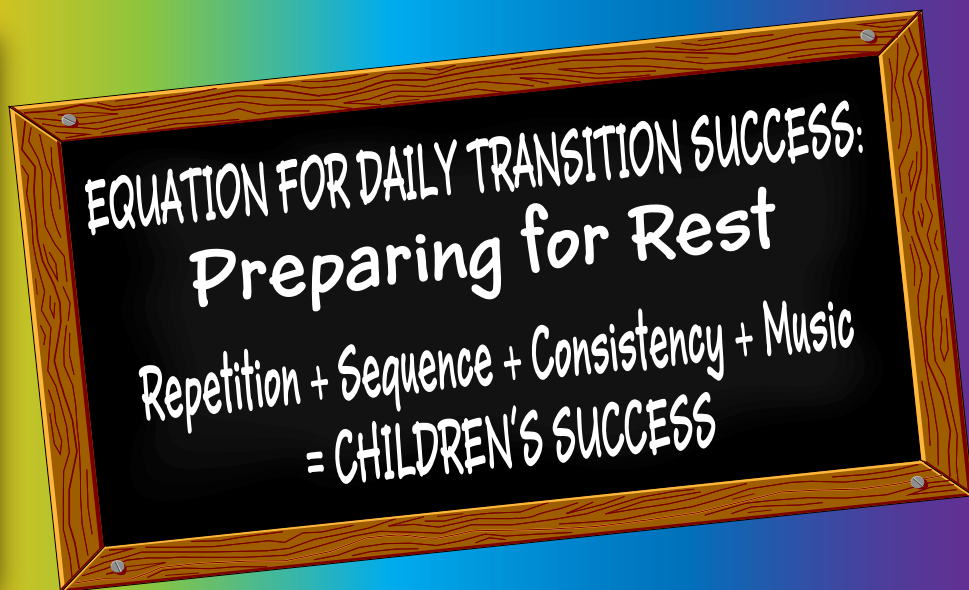 EQUATION FOR DAILY TRANSITION SUCCESS:
Preparing for Rest
Repetition + Sequence + Consistency + Music
= CHILDREN'S SUCCESS